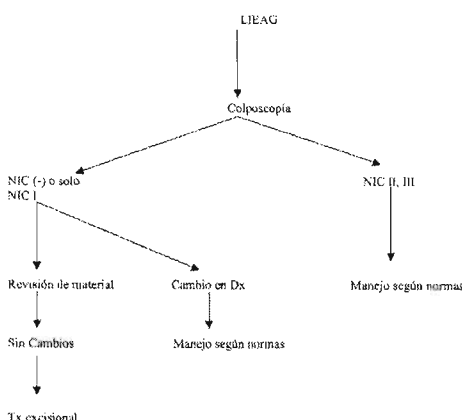 LIEAG
Colposcopia
NIC (-) o solo
NIC I
NIC II, III
Revisión de material
Cambio en Dx
Manejo según normas
Sin Cambios
Manejo según normas
Tx excisional